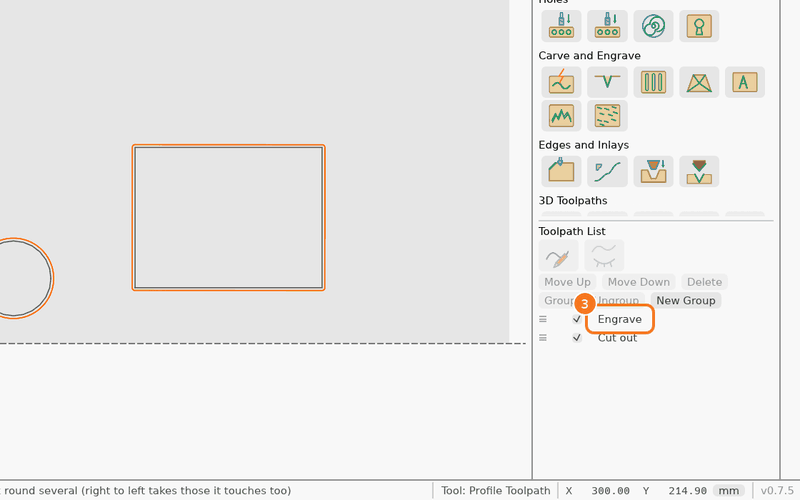 Holes
Carve and Engrave
A
Edges and Inlays
3D Toolpaths
Toolpath List
Move Up Move Down Delete
Group Ungroup New Group
3
Engrave
Cut out
round several (right to left takes those it touches too)
Tool: Profile Toolpath X 300.00 Y 214.90 mm v0.7.5